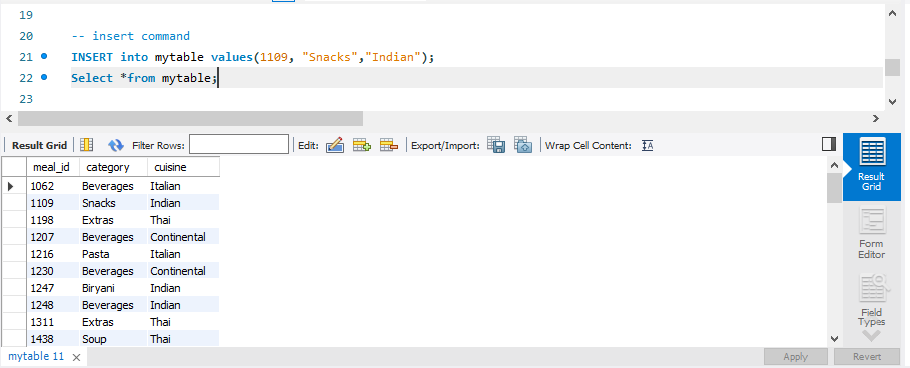 19
20 -- insert command
21 INSERT into mytable values(1109, "Snacks","Indian");
22 Select *from mytable;
23
Result Grid Filter Rows: Edit: Export/Import: Wrap Cell Content: IA
meal_id category cuisine
1062 Beverages Italian
1109 Snacks Indian
1198 Extras Thai
1207 Beverages Continental
1216 Pasta Italian
1230 Beverages Continental
1247 Biryani Indian
1248 Beverages Indian
1311 Extras Thai
1438 Soup Thai
Result
Grid
Form
Editor
Field
Types
mytable 11 Apply Revert